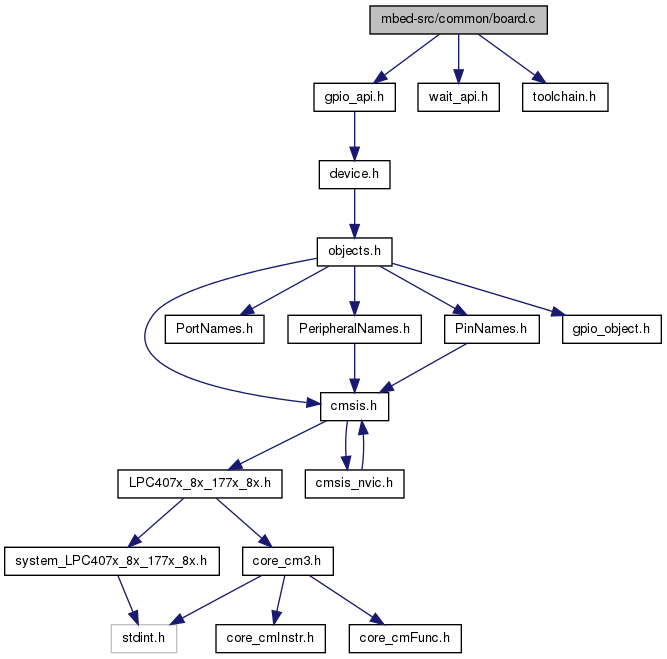 mbed-src/common/board.c
gpio_api.h
wait_api.h
toolchain.h
device.h
objects.h
PortNames.h
PeripheralNames.h
PinNames.h
gpio_object.h
cmsis.h
LPC407x_8x_177x_8x.h
cmsis_nvic.h
system_LPC407x_8x_177x_8x.h
core_cm3.h
stdint.h
core_cmInstr.h
core_cmFunc.h